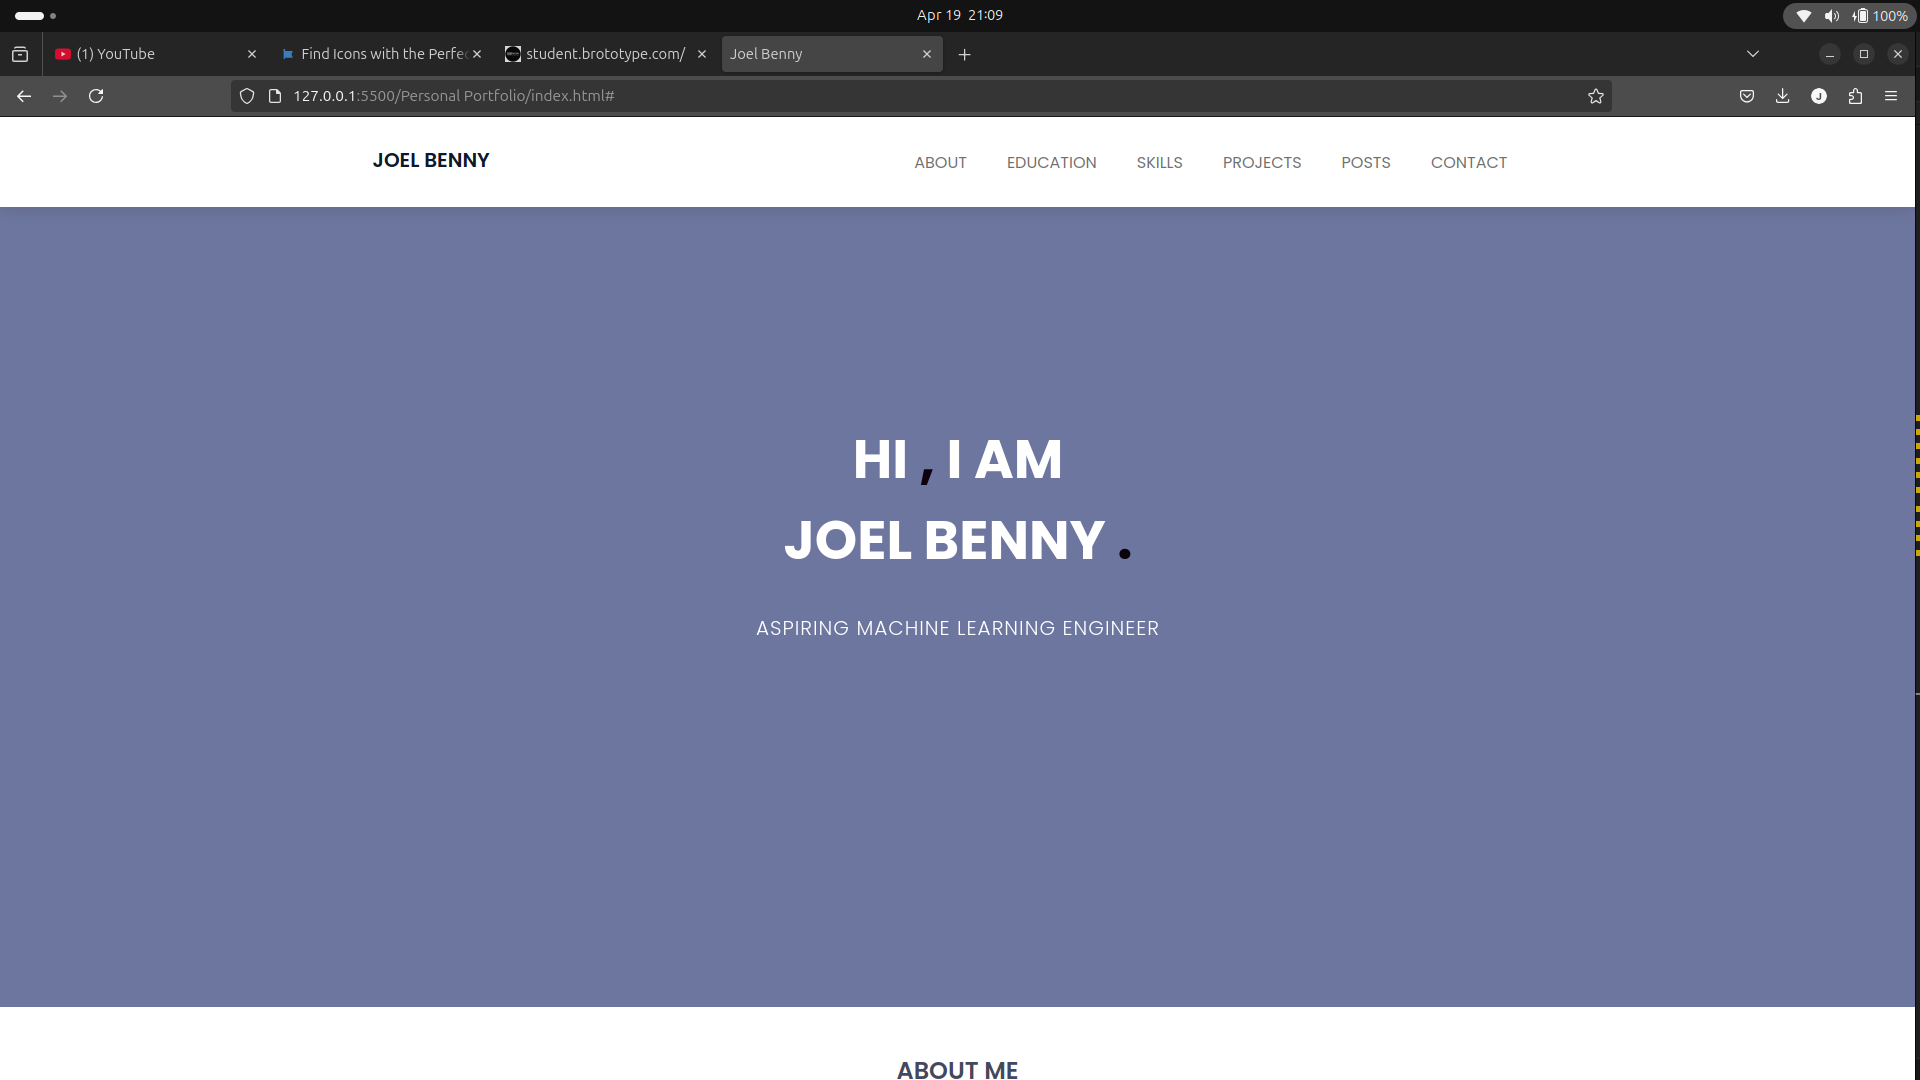 Apr 19 21:09
100%
(1) YouTube
Find Icons with the Perfe
student.brototype.com/
Joel Benny
127.0.0.1:5500/Personal Portfolio/index.html#
J
JOEL BENNY
ABOUT EDUCATION SKILLS PROJECTS POSTS CONTACT
HI , I AM
JOEL BENNY .
ASPIRING MACHINE LEARNING ENGINEER
ABOUT ME